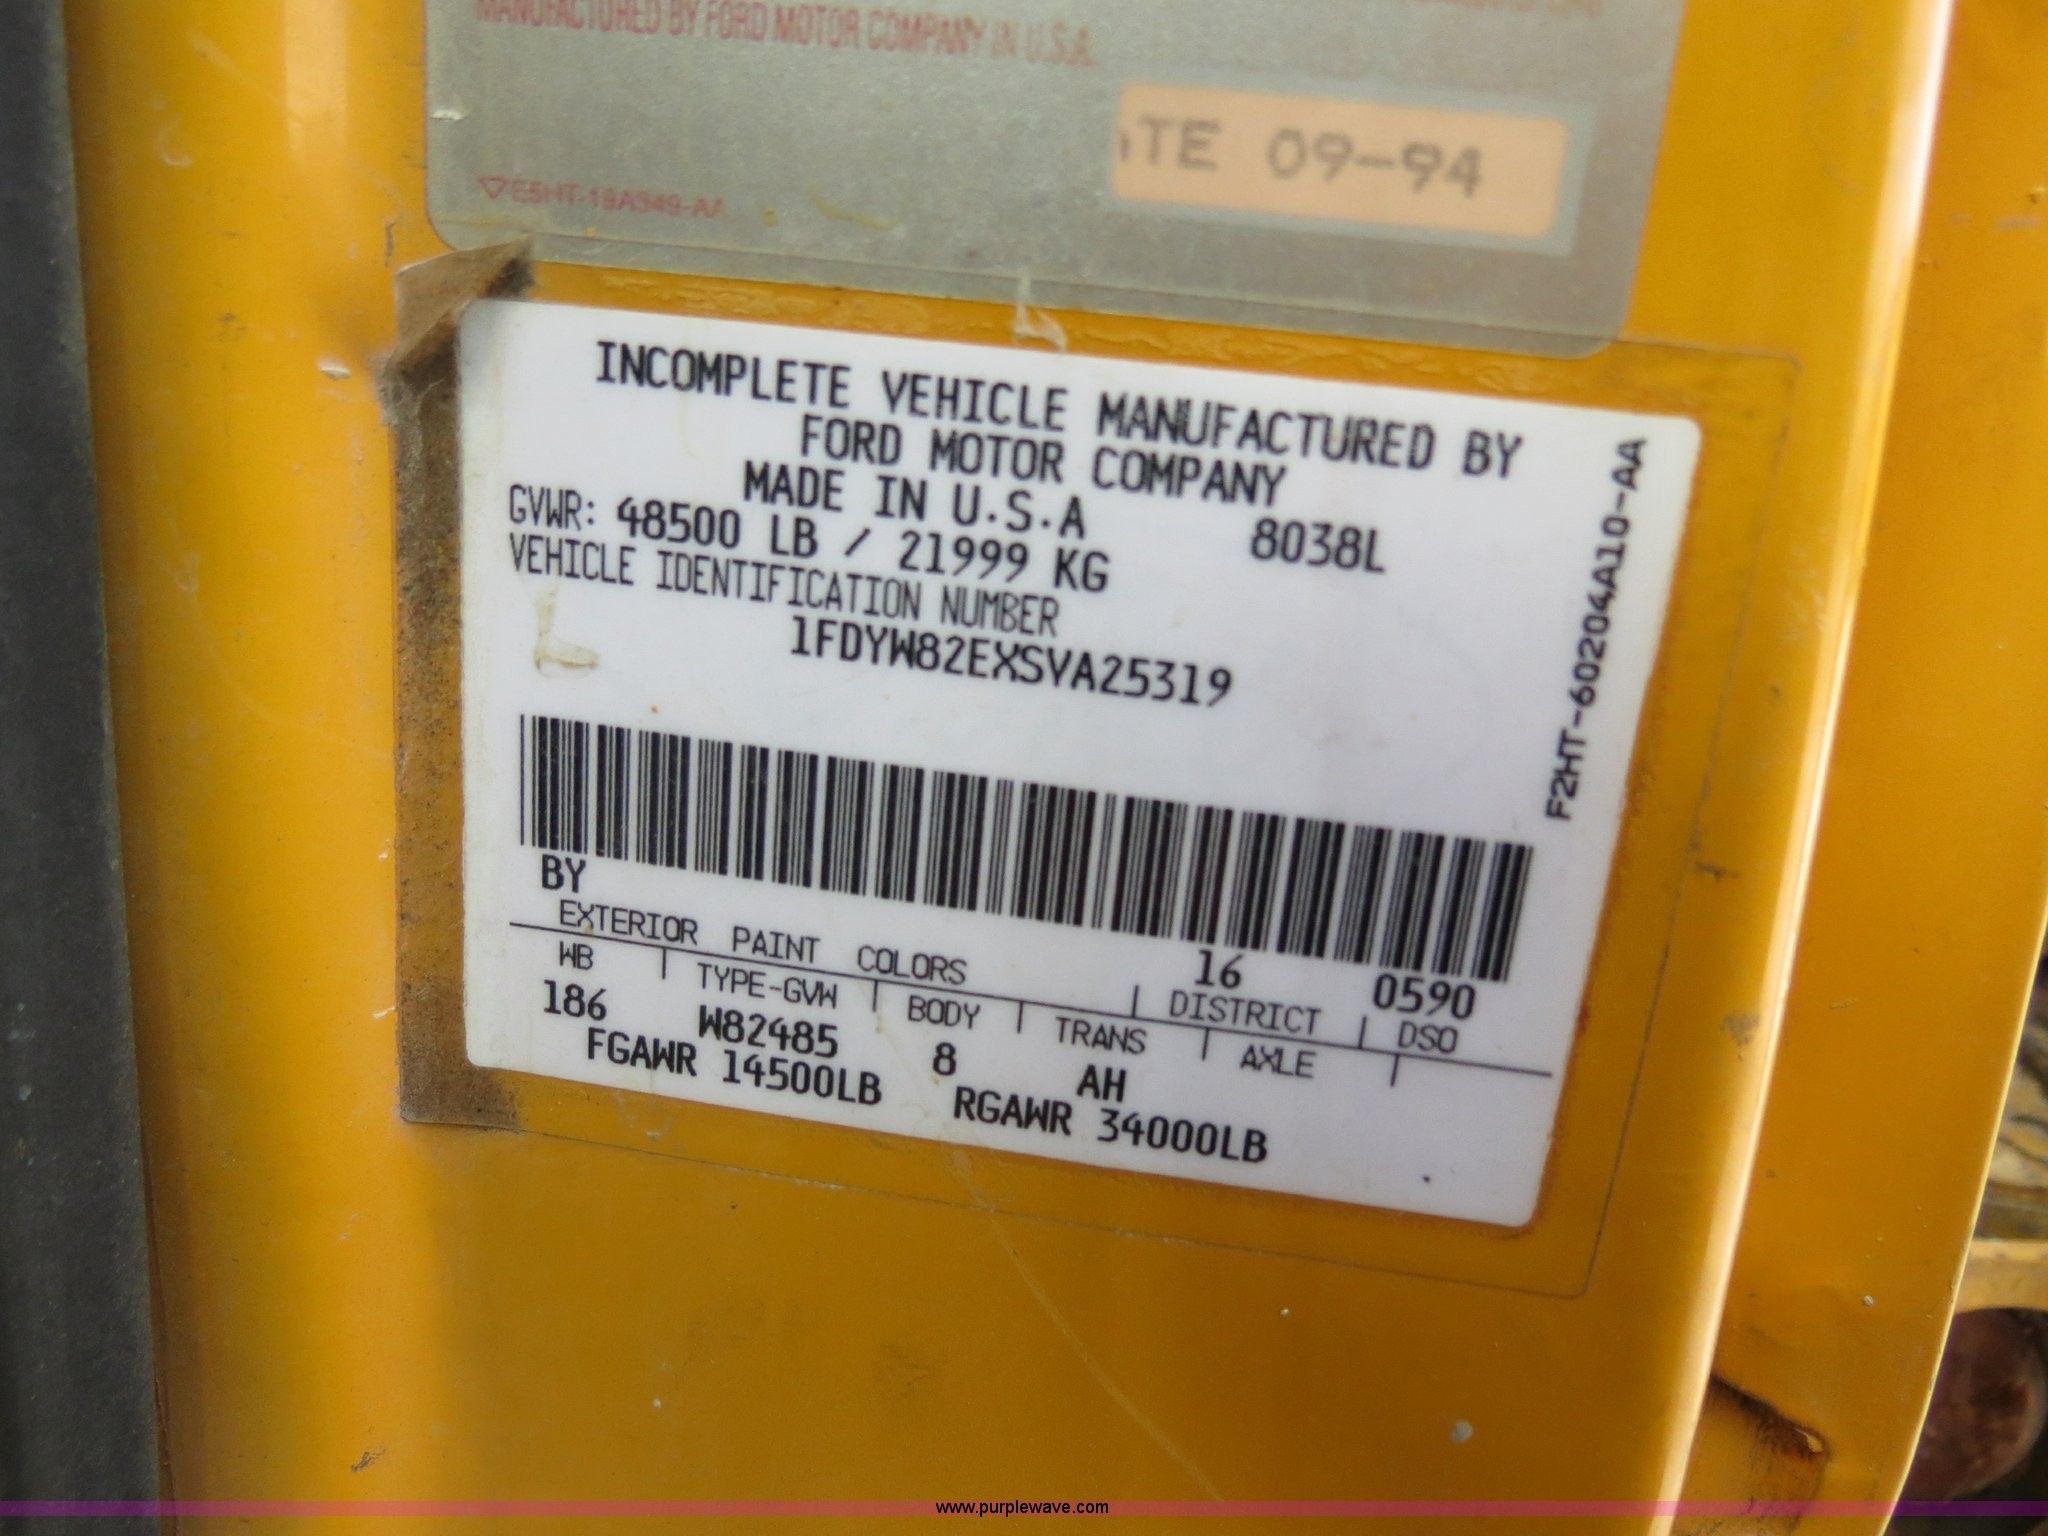 MANUFACTURED BY FORD MOTOR COMPANY IN U.S.A.
TE 09-94
E5HT-19A349-AA
INCOMPLETE VEHICLE MANUFACTURED BY
FORD MOTOR COMPANY
MADE IN U.S.A
8038L
GVWR: 48500 LB / 21999 KG
VEHICLE IDENTIFICATION NUMBER
1FDYW82EXSVA25319
F2HT-60204A10-AA
BY
16 0590
EXTERIOR PAINT COLORS DISTRICT DSO
WB TYPE-GVW BODY TRANS AXLE
186 W82485 8 AH
FGAWR 14500LB RGAWR 34000LB
www.purplewave.com